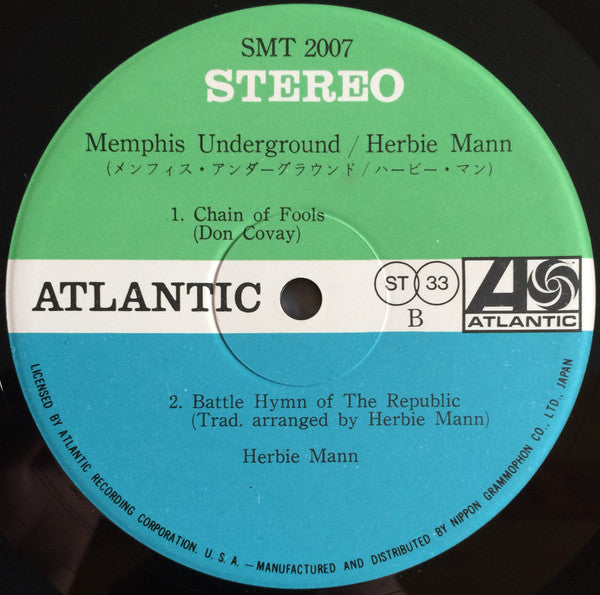 SMT 2007
STEREO
Memphis Underground / Herbie Mann
(メンフィス・アンダーグラウンド / ハービー・マン)
1. Chain of Fools
(Don Covay)
ATLANTIC
ST 33
B
ATLANTIC
2. Battle Hymn of The Republic
(Trad. arranged by Herbie Mann)
Herbie Mann
LICENSED BY ATLANTIC RECORDING CORPORATION. U. S. A. — MANUFACTURED AND DISTRIBUTED BY NIPPON GRAMMOPHON CO., LTD., JAPAN